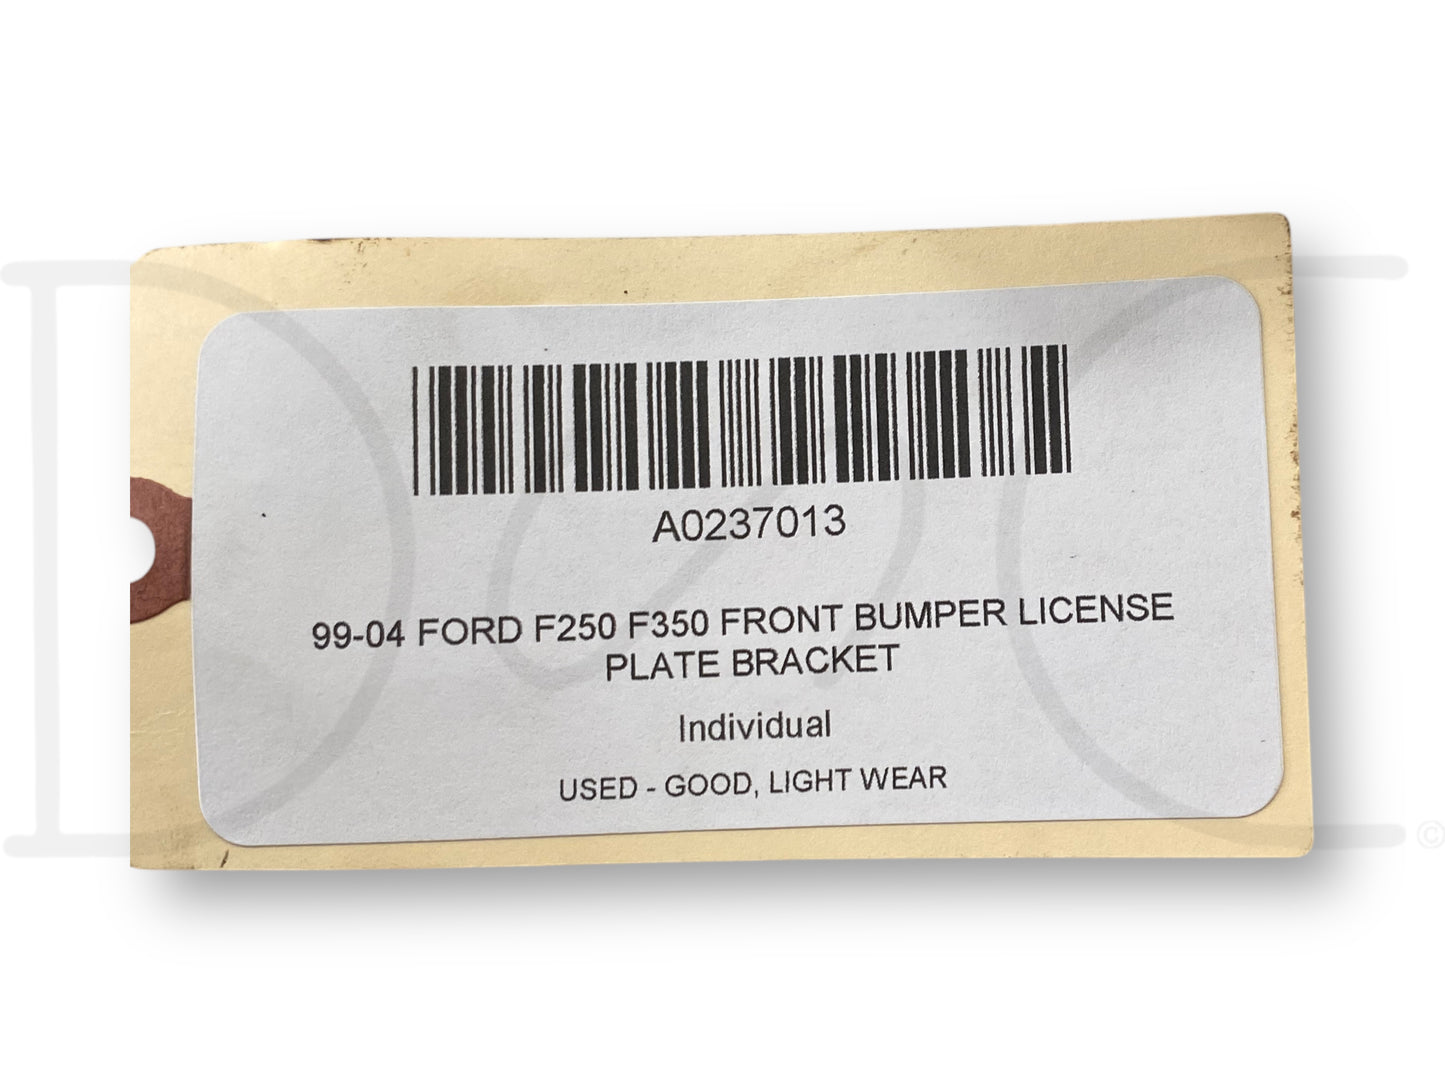 A0237013
99-04 FORD F250 F350 FRONT BUMPER LICENSE
PLATE BRACKET
Individual
USED - GOOD, LIGHT WEAR
©